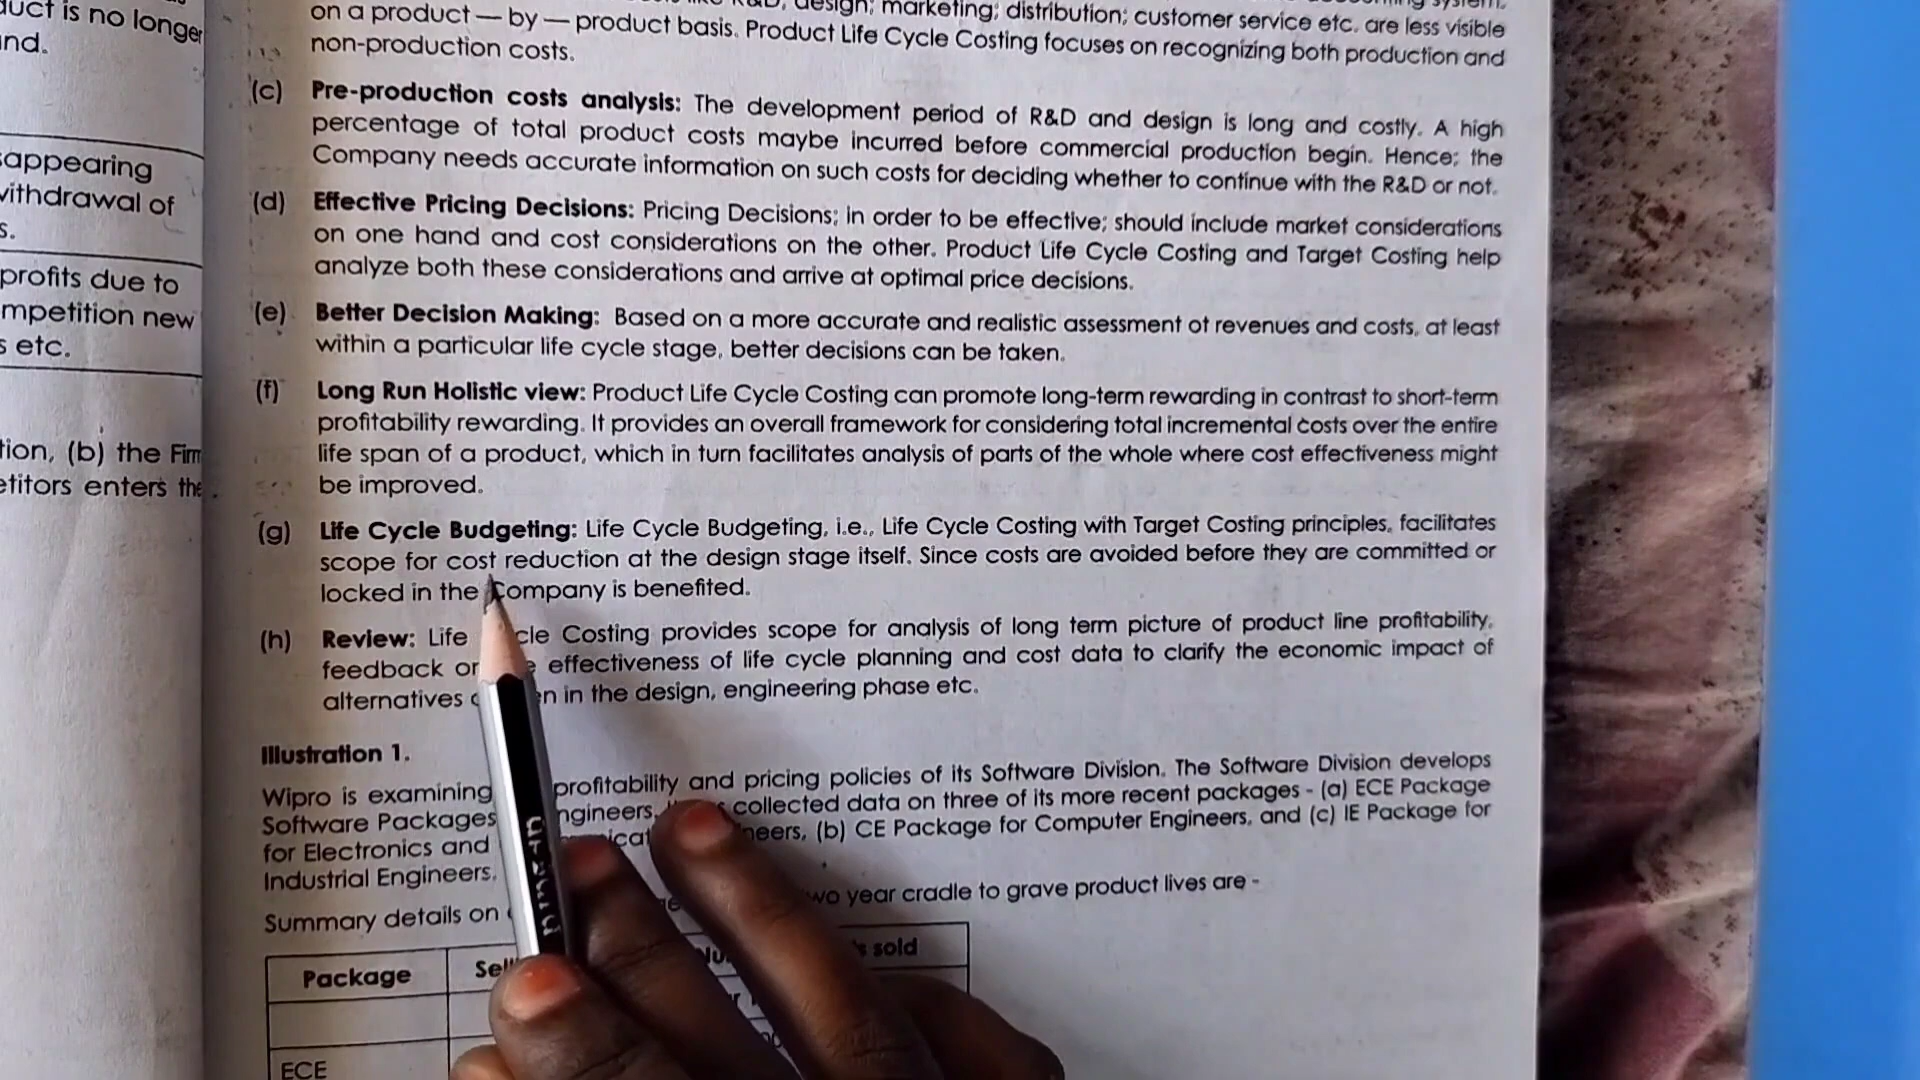 uct is no longer
nd.
appearing
withdrawal of
s.
profits due to
mpetition new
s etc.
tion, (b) the Firm
etitors enters the
design; marketing; distribution; customer service etc. are less visible
on a product — by — product basis. Product Life Cycle Costing focuses on recognizing both production and
non-production costs.
(c) Pre-production costs analysis: The development period of R&D and design is long and costly. A high
percentage of total product costs maybe incurred before commercial production begin. Hence; the
Company needs accurate information on such costs for deciding whether to continue with the R&D or not.
(d) Effective Pricing Decisions: Pricing Decisions; in order to be effective; should include market considerations
on one hand and cost considerations on the other. Product Life Cycle Costing and Target Costing help
analyze both these considerations and arrive at optimal price decisions.
(e) Better Decision Making: Based on a more accurate and realistic assessment of revenues and costs, at least
within a particular life cycle stage, better decisions can be taken.
(f) Long Run Holistic view: Product Life Cycle Costing can promote long-term rewarding in contrast to short-term
profitability rewarding. It provides an overall framework for considering total incremental costs over the entire
life span of a product, which in turn facilitates analysis of parts of the whole where cost effectiveness might
be improved.
(g) Life Cycle Budgeting: Life Cycle Budgeting, i.e., Life Cycle Costing with Target Costing principles, facilitates
scope for cost reduction at the design stage itself. Since costs are avoided before they are committed or
locked in the Company is benefited.
(h) Review: Life cle Costing provides scope for analysis of long term picture of product line profitability,
feedback effectiveness of life cycle planning and cost data to clarify the economic impact of
alternatives in the design, engineering phase etc.
Illustration 1.
Wipro is examining profitability and pricing policies of its Software Division. The Software Division develops
Software Packages ngineers. collected data on three of its more recent packages - (a) ECE Package
for Electronics and neers, (b) CE Package for Computer Engineers, and (c) IE Package for
Industrial Engineers.
Summary details on wo year cradle to grave product lives are -
Package Sel sold
ECE